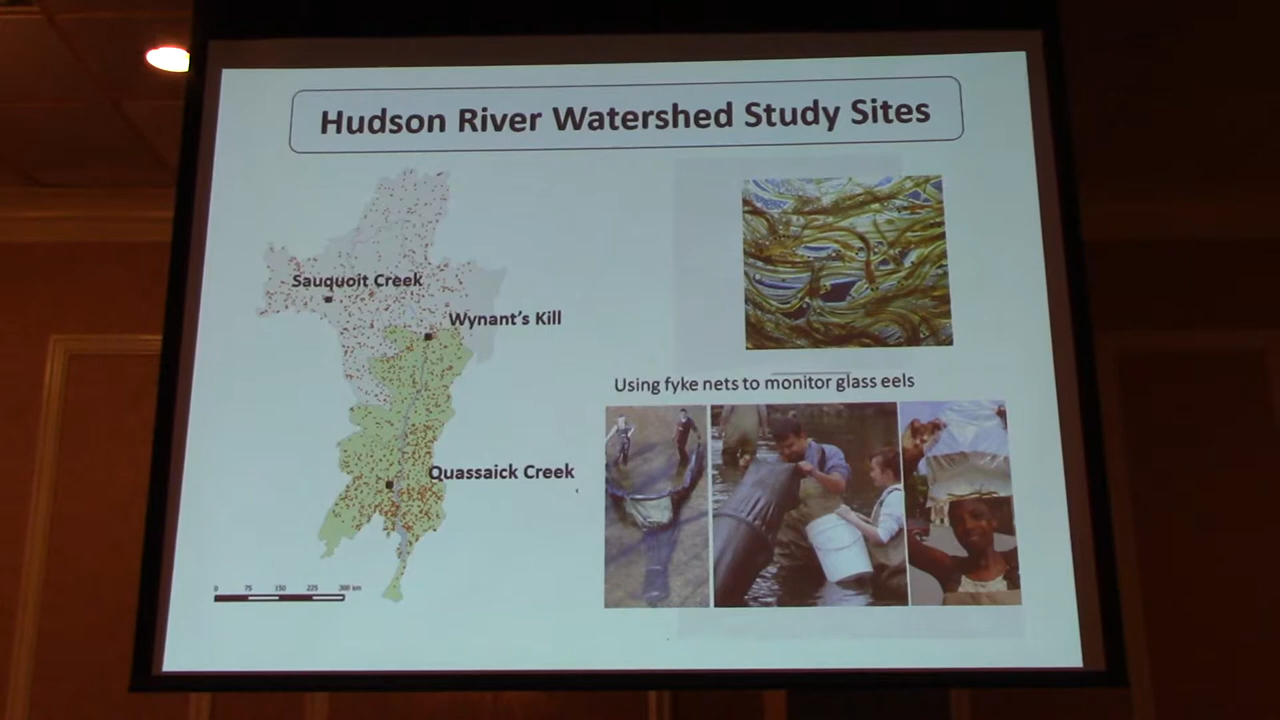 Hudson River Watershed Study Sites
Sauquoit Creek
Wynant's Kill
Using fyke nets to monitor glass eels
Quassaick Creek
0 75 150 225 300 km